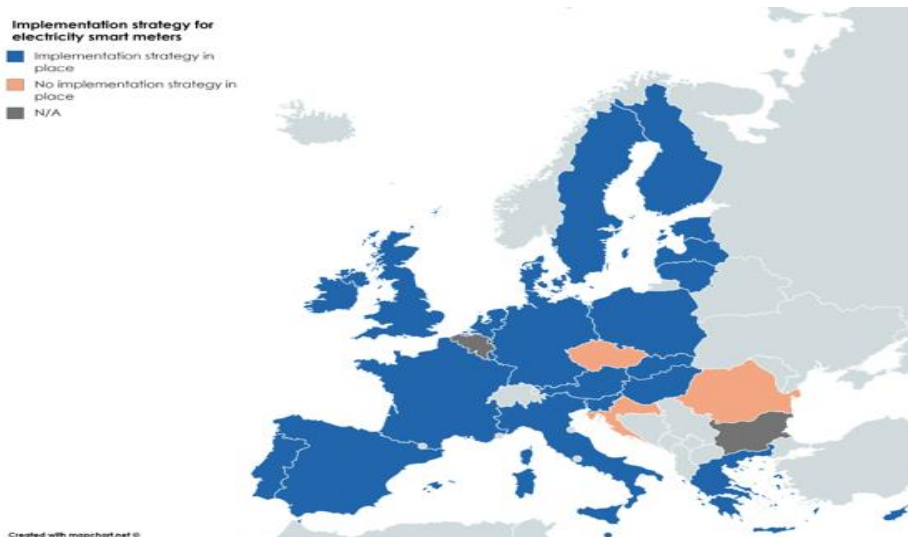 Implementation strategy for
electricity smart meters
Implementation strategy in
place
No implementation strategy in
place
N/A
Created with mapchart.net ©